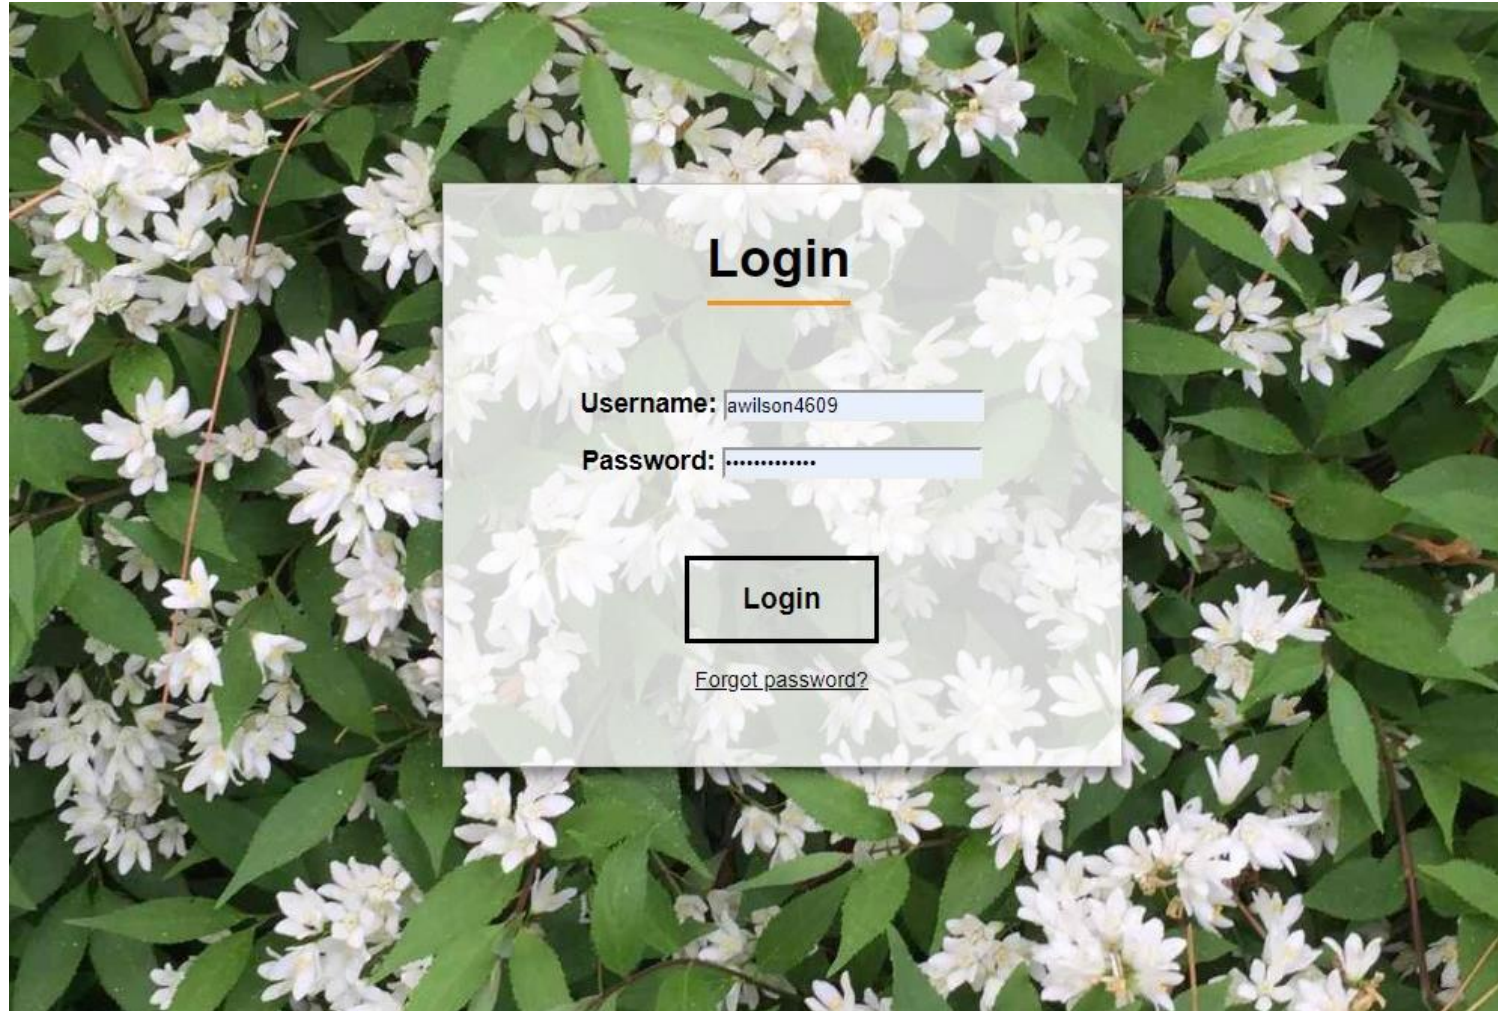 Login
Username: awilson4609
Password: •••••••••••••
Login
Forgot password?